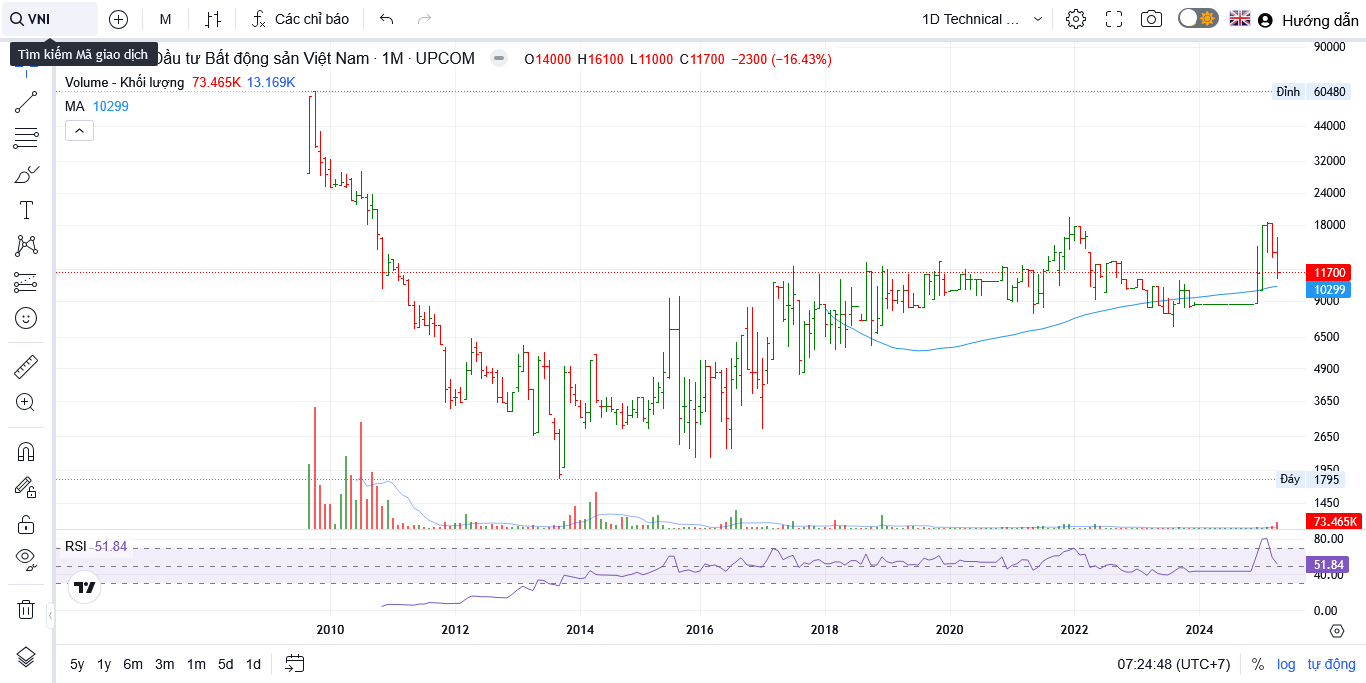 VNI
M
Các chỉ báo
1D Technical ...
Hướng dẫn
Tìm kiếm Mã giao dịch
Đầu tư Bất động sản Việt Nam · 1M · UPCOM
O14000 H16100 L11000 C11700 −2300 (−16.43%)
Volume - Khối lượng 73.465K 13.169K
MA 10299
90000
Đỉnh 60480
44000
32000
24000
18000
11700
10299
9000
6500
4900
3650
2650
1950
Đáy 1795
1450
73.465K
RSI 51.84
80.00
51.84
40.00
0.00
2010 2012 2014 2016 2018 2020 2022 2024
5y 1y 6m 3m 1m 5d 1d
07:24:48 (UTC+7) % log tự động